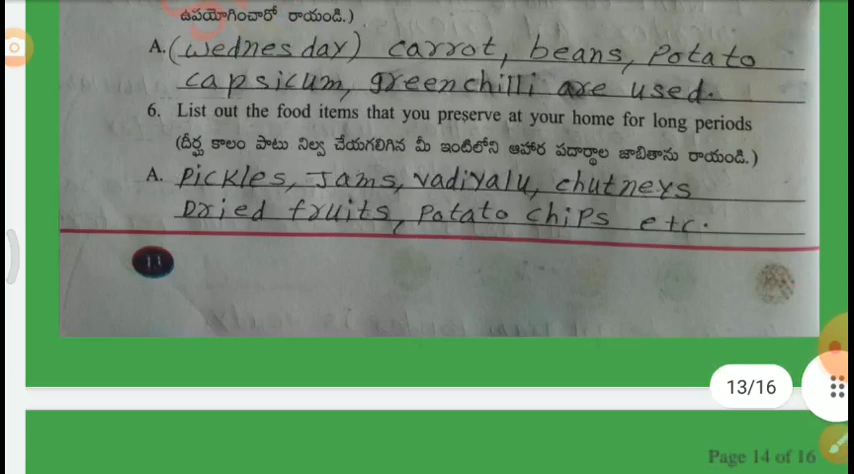 ఉపయోగించారో రాయండి.)
A. (Wednesday) carrot, beans, Potato
capsicum, greenchilli are used.
6. List out the food items that you preserve at your home for long periods
(దీర్ఘ కాలం పాటు నిల్వ చేయగలిగిన మీ ఇంటిలోని ఆహార పదార్థాల జాబితాను రాయండి.)
A. Pickles, Jams, vadiyalu, chutneys
Dried fruits, Potato chips etc.
11
13/16
Page 14 of 16